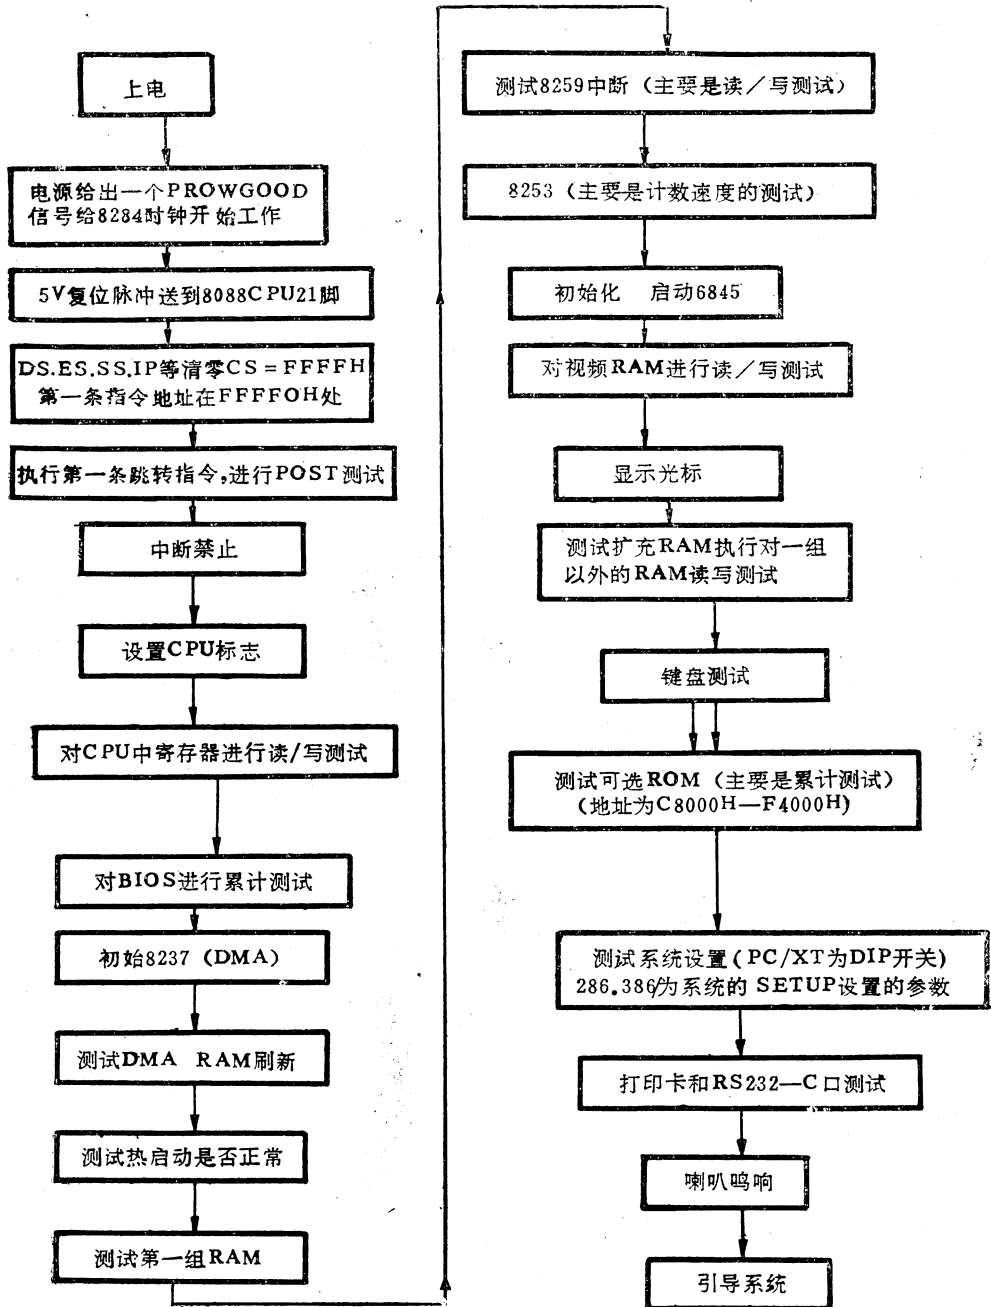 上电
电源给出一个PROWGOOD
信号给8284时钟开始工作
5V复位脉冲送到8088CPU21脚
DS.ES.SS.IP等清零CS=FFFFH
第一条指令地址在FFFFOH处
执行第一条跳转指令,进行POST测试
中断禁止
设置CPU标志
对CPU中寄存器进行读/写测试
对BIOS进行累计测试
初始8237(DMA)
测试DMA RAM刷新
测试热启动是否正常
测试第一组RAM
测试8259中断(主要是读/写测试)
8253(主要是计数速度的测试)
初始化 启动6845
对视频RAM进行读/写测试
显示光标
测试扩充RAM执行对一组
以外的RAM读写测试
键盘测试
测试可选ROM(主要是累计测试)
(地址为C8000H—F4000H)
测试系统设置(PC/XT为DIP开关)
286.386/为系统的SETUP设置的参数
打印卡和RS232—C口测试
喇叭鸣响
引导系统